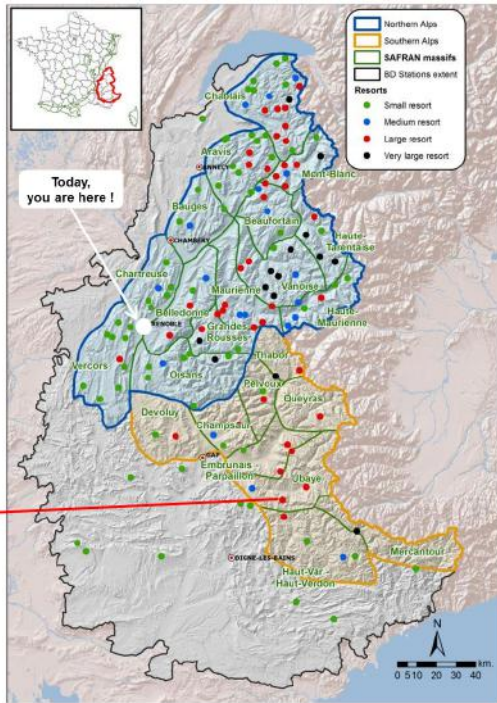 Northern Alps
Southern Alps
SAFRAN massifs
BD Stations extent
Resorts
Small resort
Medium resort
Large resort
Very large resort
Today,
you are here !
Chablais
Aravis
ANNECY
Mont-Blanc
Bauges
Beaufortain
CHAMBERY
Haute-
Tarentaise
Chartreuse
Maurienne
Vanoise
Belledonne
Haute-
Maurienne
RENOBLE
Grandes
Rousses
Vercors
Oisans
Thabor
Pelvoux
Queyras
Devoluy
Champsaur
GAP
Embrunais -
Parpaillon
Ubaye
Mercantour
DIGNE-LES-BAINS
Haut-Var -
Haut-Verdon
N
km.
0 5 10 20 30 40